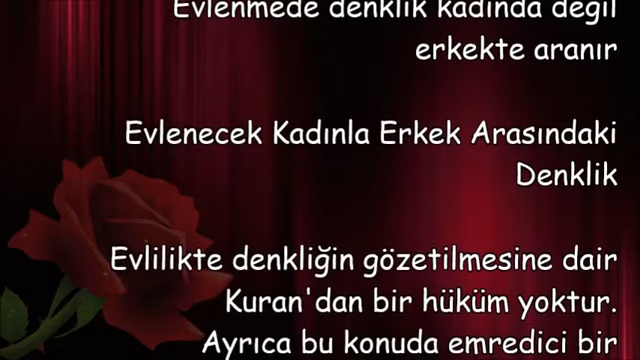 Evlenmede denklik kadında değil
erkekte aranır
Evlenecek Kadınla Erkek Arasındaki
Denklik
Evlilikte denkliğin gözetilmesine dair
Kuran'dan bir hüküm yoktur.
Ayrıca bu konuda emredici bir